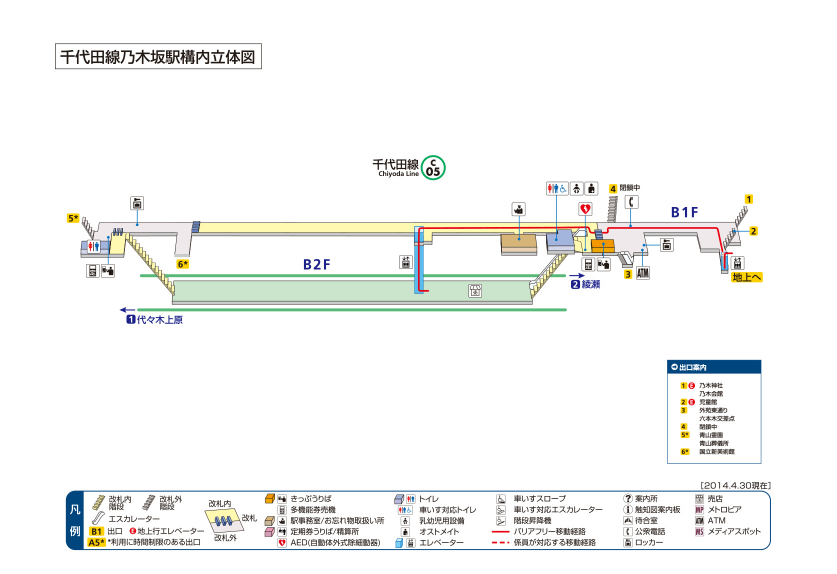 千代田線乃木坂駅構内立体図
千代田線
Chiyoda Line
C
05
4 閉鎖中
1
5*
B1F
2
6*
B2F
3
ATM
地上へ
2 綾瀬
1 代々木上原
出口案内
1 E 乃木神社
乃木会館
2 E 児童館
3 外苑東通り
六本木交差点
4 閉鎖中
5* 青山霊園
青山葬儀所
6* 国立新美術館
[2014.4.30現在]
凡例
改札内階段
改札外階段
エスカレーター
B1 出口 E 地上行エレベーター
A5* *利用に時間制限のある出口
改札内
改札
改札外
きっぷうりば
多機能券売機
駅事務室/お忘れ物取扱い所
定期券うりば/精算所
AED(自動体外式除細動器)
トイレ
車いす対応トイレ
乳幼児用設備
オストメイト
エレベーター
車いすスロープ
車いす対応エスカレーター
階段昇降機
バリアフリー移動経路
係員が対応する移動経路
? 案内所
触知図案内板
待合室
公衆電話
ロッカー
売店
MP メトロピア
ATM ATM
MS メディアスポット